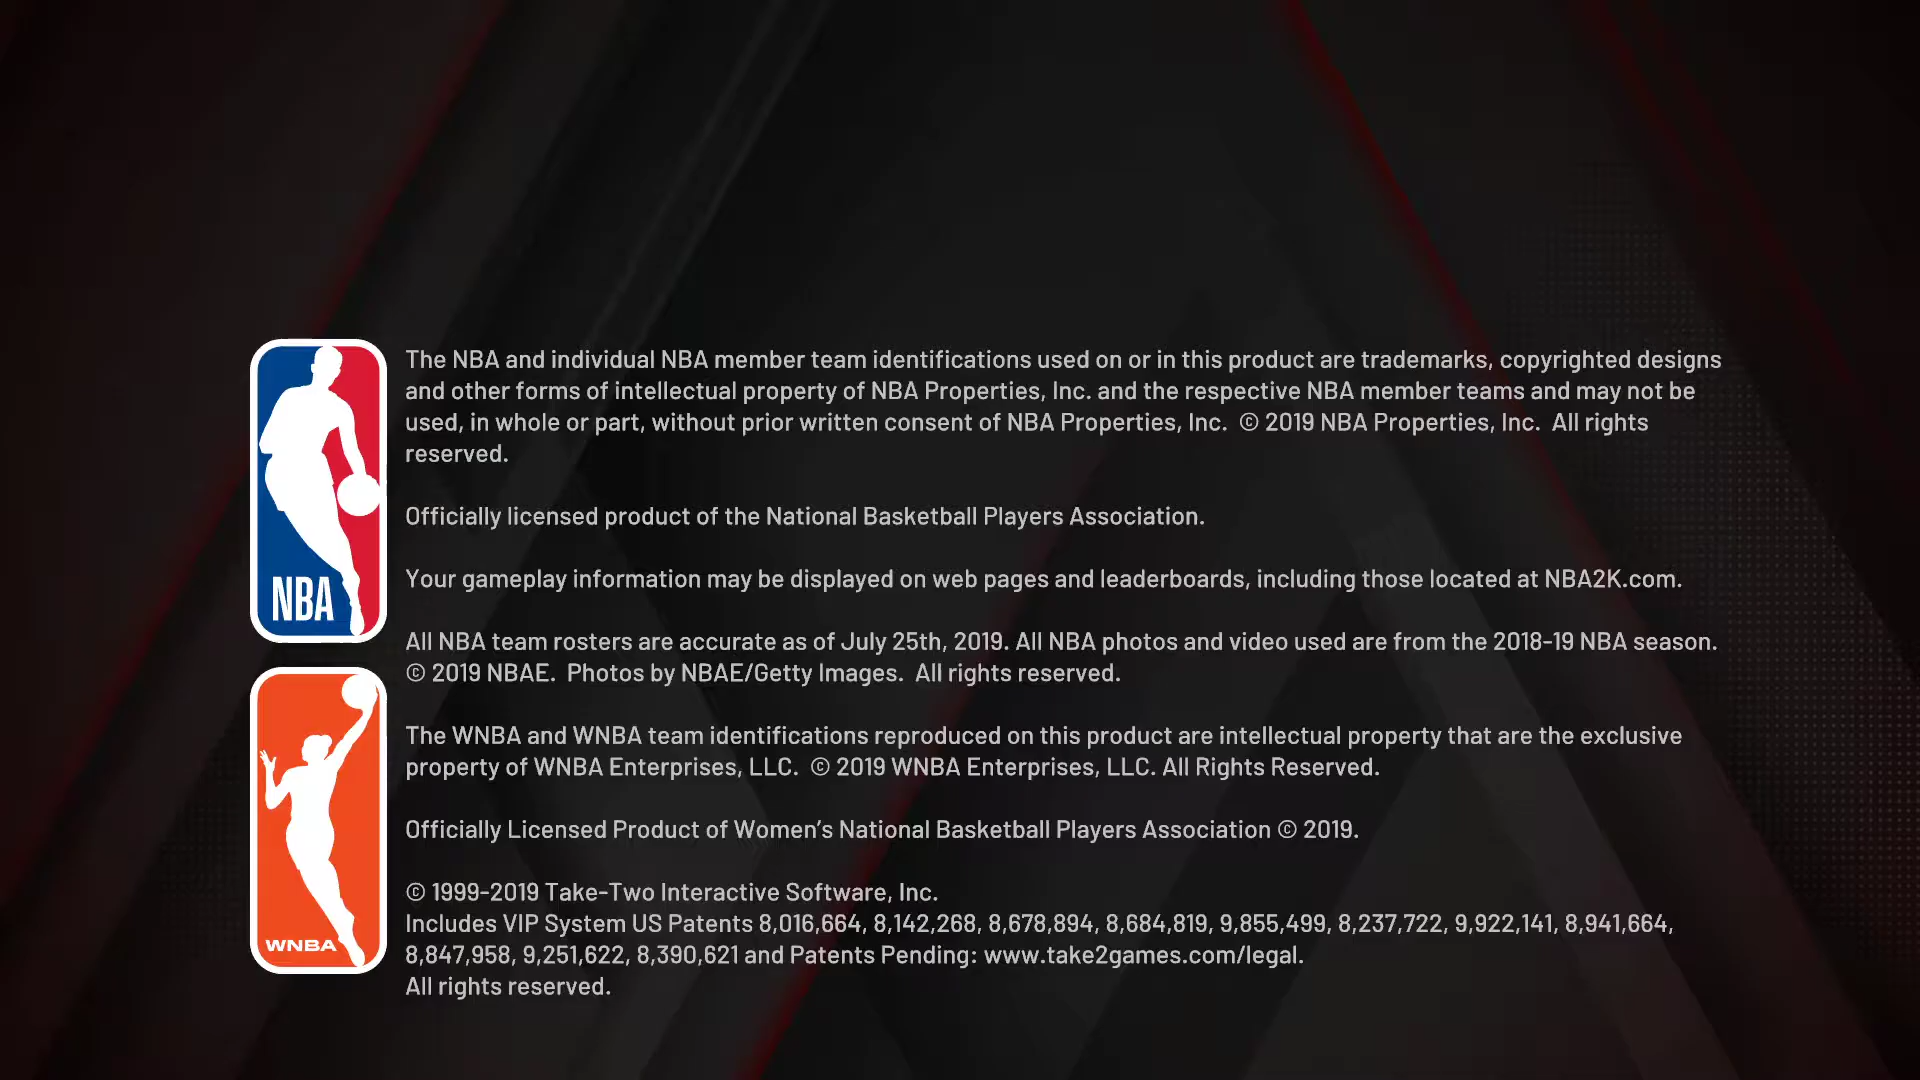 The NBA and individual NBA member team identifications used on or in this product are trademarks, copyrighted designs
and other forms of intellectual property of NBA Properties, Inc. and the respective NBA member teams and may not be
used, in whole or part, without prior written consent of NBA Properties, Inc.  © 2019 NBA Properties, Inc.  All rights
reserved.
Officially licensed product of the National Basketball Players Association.
Your gameplay information may be displayed on web pages and leaderboards, including those located at NBA2K.com.
NBA
All NBA team rosters are accurate as of July 25th, 2019. All NBA photos and video used are from the 2018-19 NBA season.
© 2019 NBAE.  Photos by NBAE/Getty Images.  All rights reserved.
The WNBA and WNBA team identifications reproduced on this product are intellectual property that are the exclusive
property of WNBA Enterprises, LLC.  © 2019 WNBA Enterprises, LLC. All Rights Reserved.
Officially Licensed Product of Women’s National Basketball Players Association © 2019.
© 1999-2019 Take-Two Interactive Software, Inc.
Includes VIP System US Patents 8,016,664, 8,142,268, 8,678,894, 8,684,819, 9,855,499, 8,237,722, 9,922,141, 8,941,664,
WNBA
8,847,958, 9,251,622, 8,390,621 and Patents Pending: www.take2games.com/legal.
All rights reserved.